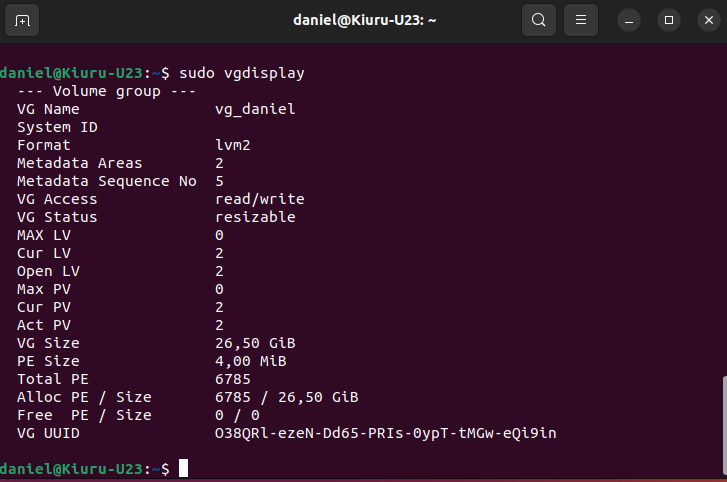 daniel@Kiuru-U23: ~
daniel@Kiuru-U23:~$ sudo vgdisplay
--- Volume group ---
VG Name vg_daniel
System ID
Format lvm2
Metadata Areas 2
Metadata Sequence No 5
VG Access read/write
VG Status resizable
MAX LV 0
Cur LV 2
Open LV 2
Max PV 0
Cur PV 2
Act PV 2
VG Size 26,50 GiB
PE Size 4,00 MiB
Total PE 6785
Alloc PE / Size 6785 / 26,50 GiB
Free PE / Size 0 / 0
VG UUID O38QRl-ezeN-Dd65-PRIs-0ypT-tMGw-eQi9in
daniel@Kiuru-U23:~$